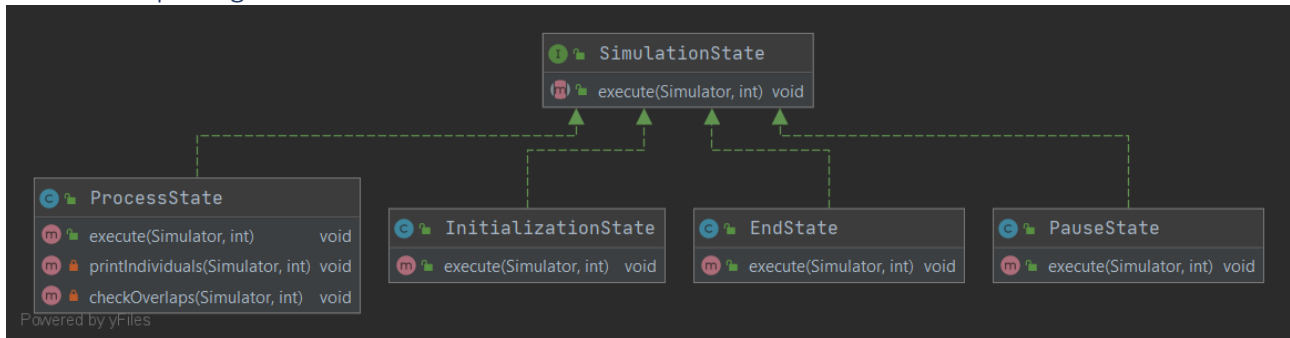 SimulationState
execute(Simulator, int) void
ProcessState
execute(Simulator, int) void
printIndividuals(Simulator, int) void
checkOverlaps(Simulator, int) void
InitializationState
execute(Simulator, int) void
EndState
execute(Simulator, int) void
PauseState
execute(Simulator, int) void
Powered by yFiles